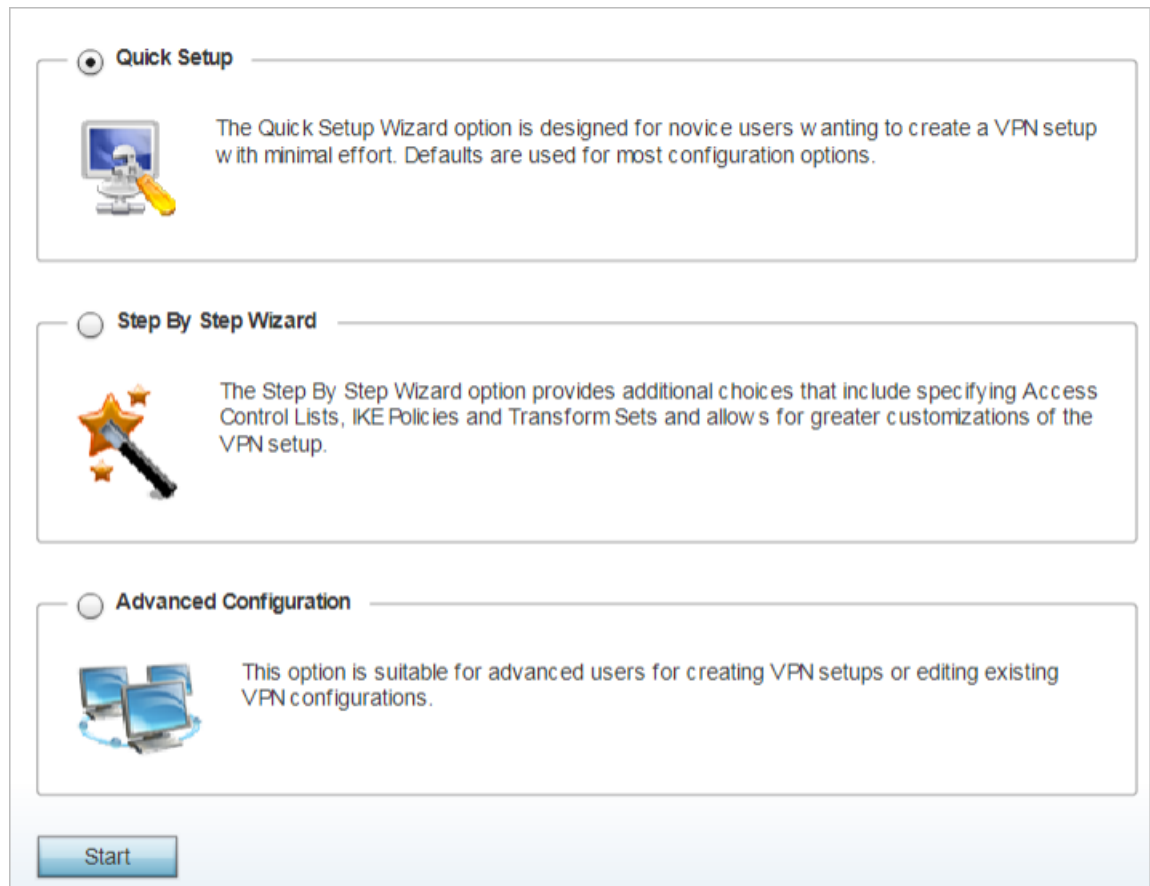 Quick Setup
The Quick Setup Wizard option is designed for novice users wanting to create a VPN setup
with minimal effort. Defaults are used for most configuration options.
Step By Step Wizard
The Step By Step Wizard option provides additional choices that include specifying Access
Control Lists, IKE Policies and Transform Sets and allows for greater customizations of the
VPN setup.
Advanced Configuration
This option is suitable for advanced users for creating VPN setups or editing existing
VPN configurations.
Start